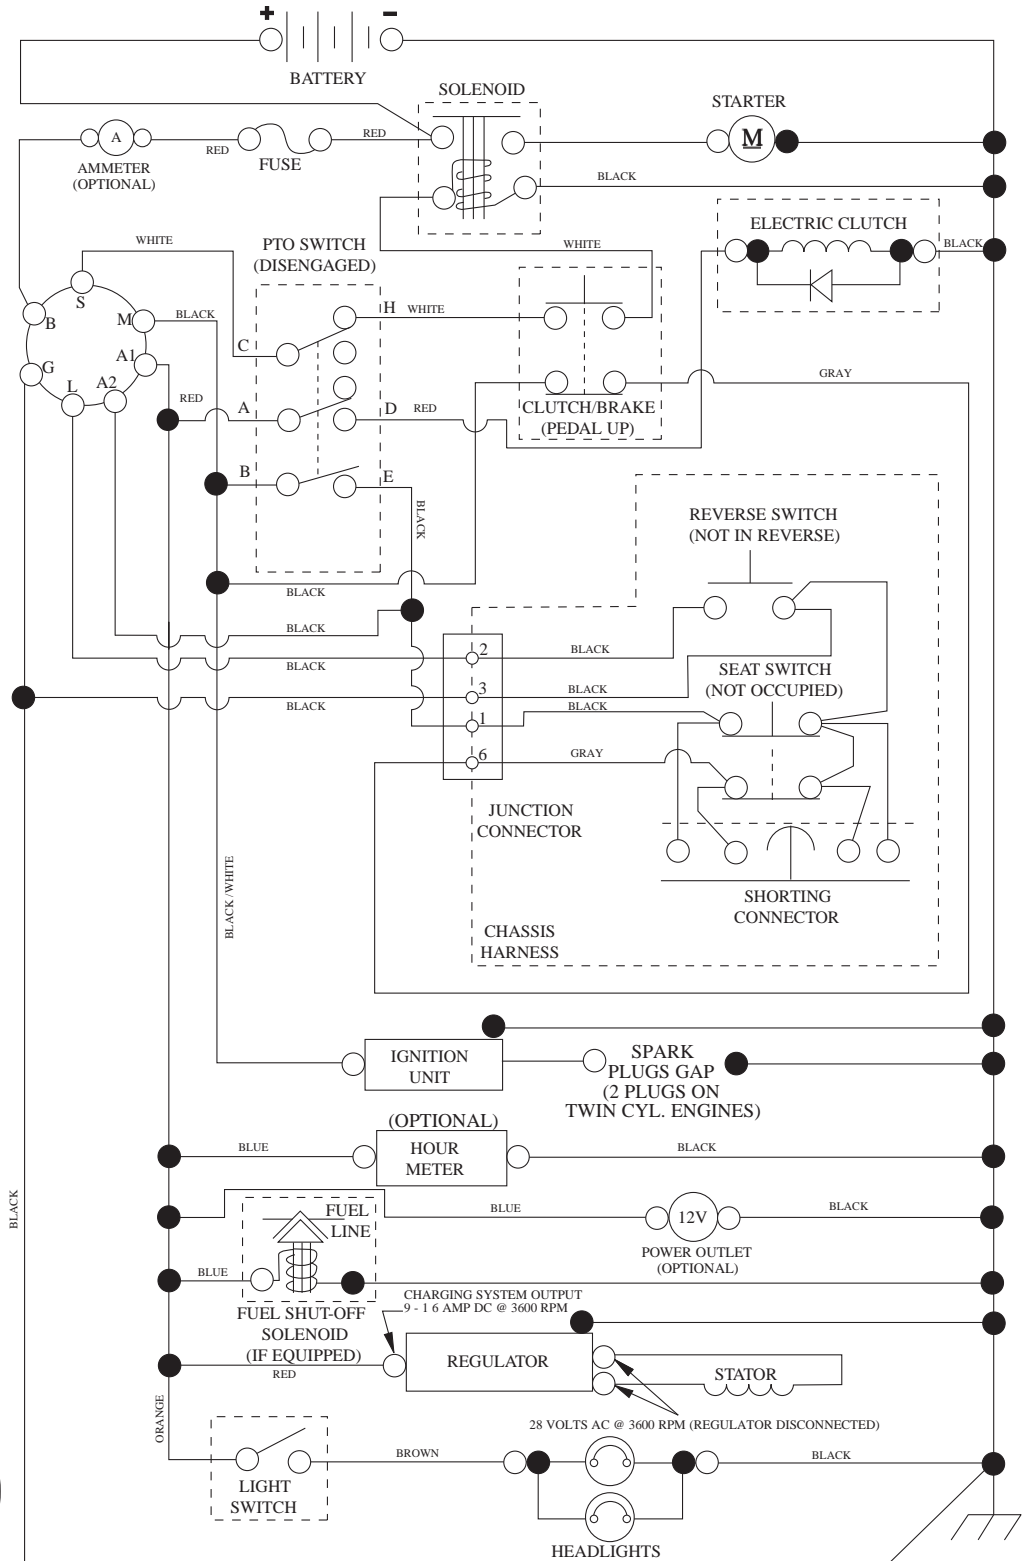 + -
BATTERY
SOLENOID
STARTER
A
RED
FUSE
RED
M
AMMETER
(OPTIONAL)
BLACK
ELECTRIC CLUTCH
BLACK
WHITE
PTO SWITCH
(DISENGAGED)
WHITE
S
B
M
BLACK
H
WHITE
C
G
A1
L
A2
RED
A
D
RED
GRAY
CLUTCH/BRAKE
(PEDAL UP)
B
E
BLACK
REVERSE SWITCH
(NOT IN REVERSE)
BLACK
BLACK
BLACK
2
BLACK
SEAT SWITCH
(NOT OCCUPIED)
BLACK
3
BLACK
BLACK
1
6
GRAY
JUNCTION
CONNECTOR
BLACK/WHITE
SHORTING
CONNECTOR
CHASSIS
HARNESS
IGNITION
UNIT
SPARK
PLUGS GAP
(2 PLUGS ON
TWIN CYL. ENGINES)
(OPTIONAL)
BLUE
HOUR
METER
BLACK
BLACK
FUEL
LINE
BLUE
12V
BLACK
POWER OUTLET
(OPTIONAL)
BLUE
CHARGING SYSTEM OUTPUT
9 - 1 6 AMP DC @ 3600 RPM
FUEL SHUT-OFF
SOLENOID
(IF EQUIPPED)
RED
REGULATOR
STATOR
ORANGE
28 VOLTS AC @ 3600 RPM (REGULATOR DISCONNECTED)
BROWN
BLACK
LIGHT
SWITCH
HEADLIGHTS